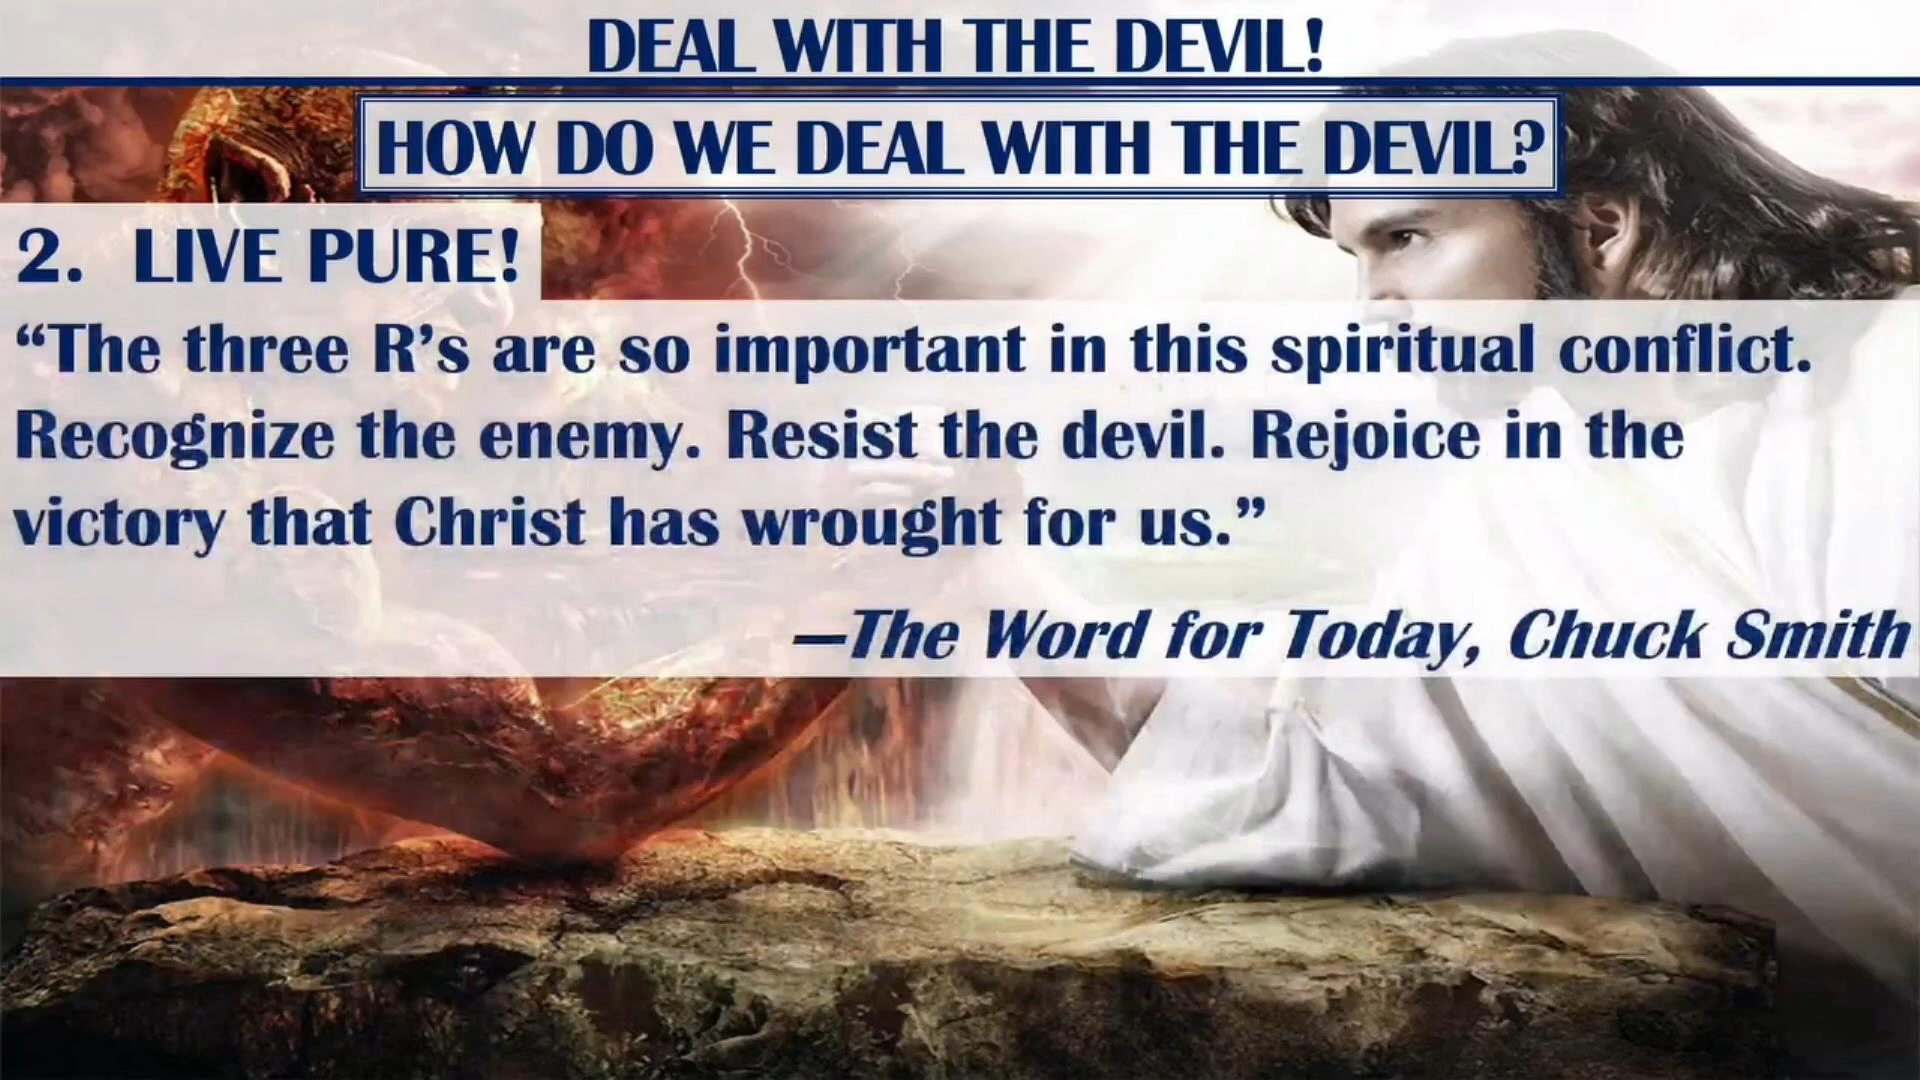 DEAL WITH THE DEVIL!
HOW DO WE DEAL WITH THE DEVIL?
2. LIVE PURE!
“The three R’s are so important in this spiritual conflict.
Recognize the enemy. Resist the devil. Rejoice in the
victory that Christ has wrought for us.”
—The Word for Today, Chuck Smith